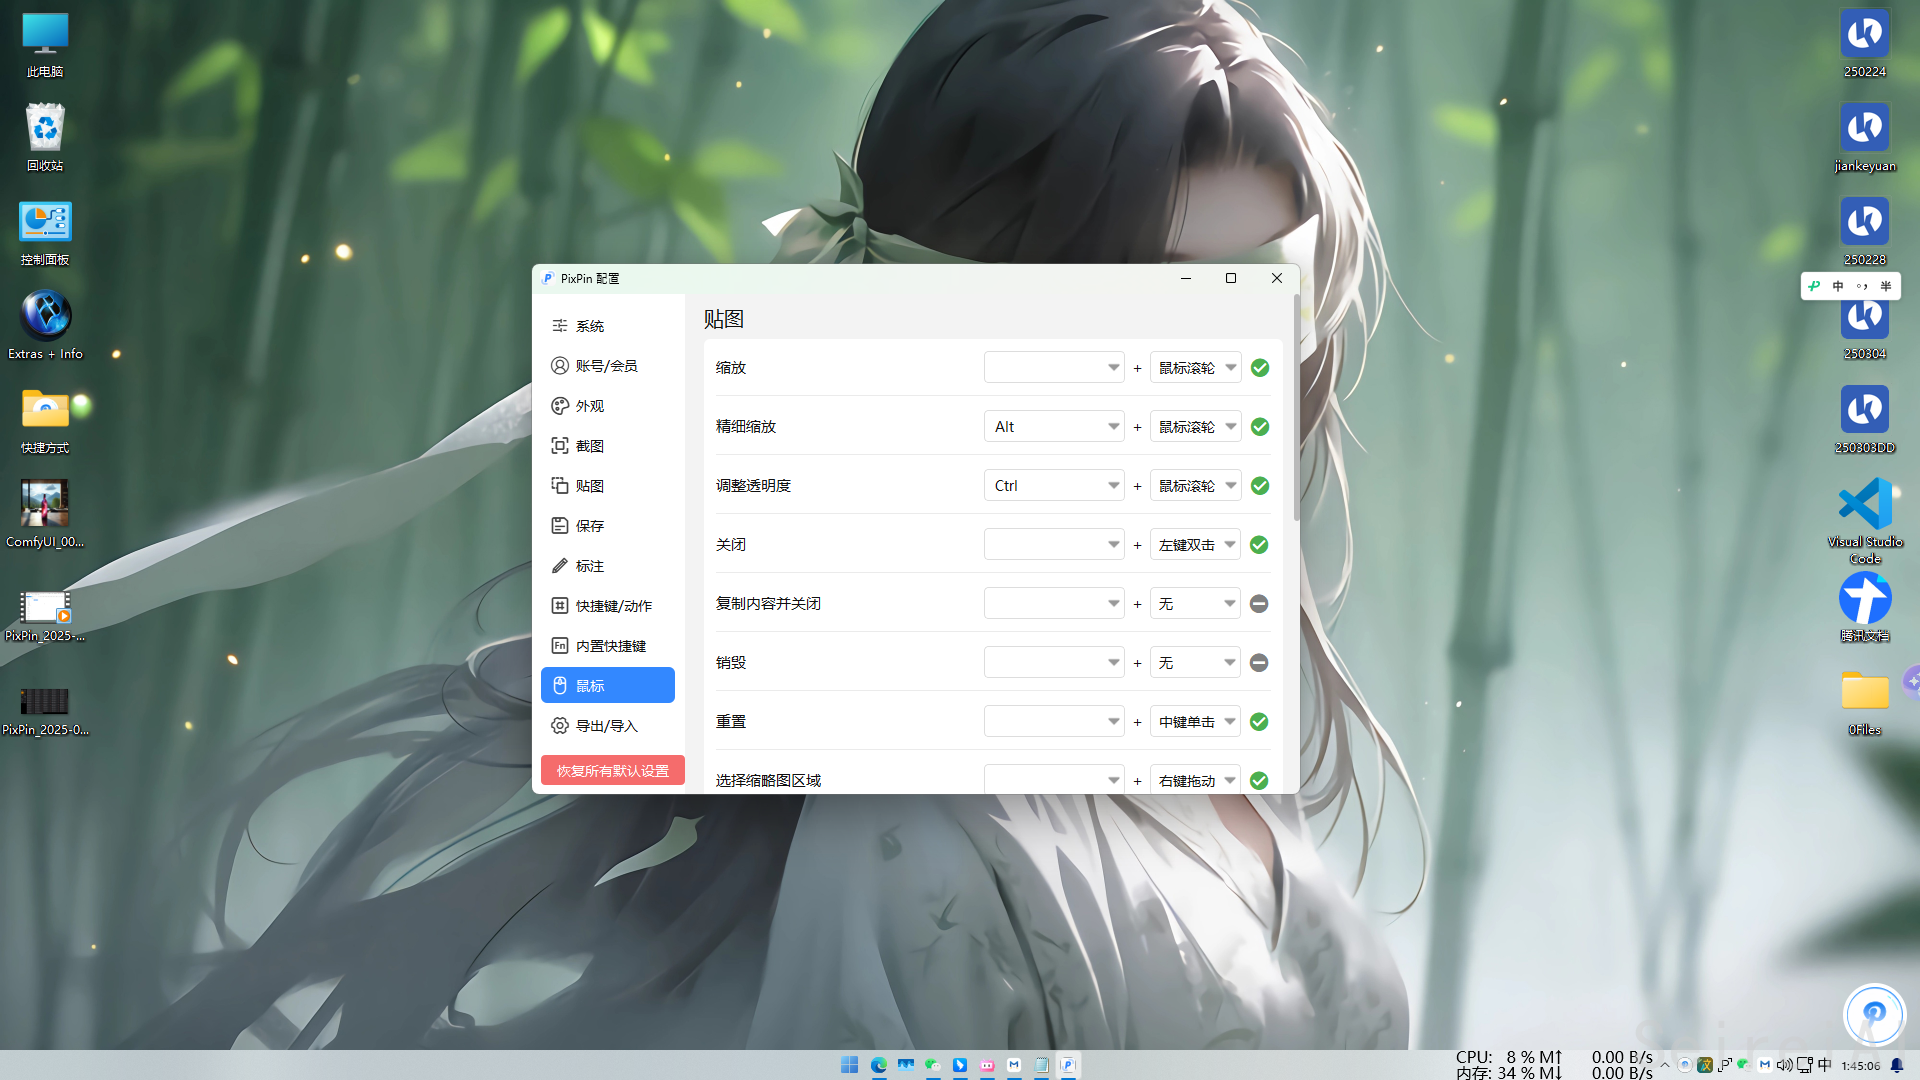 此电脑
回收站
控制面板
Extras + Info
快捷方式
ComfyUI_00...
PixPin_2025-...
PixPin_2025-0...
250224
jiankeyuan
250228
中 °, 半
250304
250303DD
Visual Studio
Code
腾讯文档
0Files
PixPin 配置
系统
账号/会员
外观
截图
贴图
保存
标注
快捷键/动作
Fn 内置快捷键
鼠标
导出/导入
恢复所有默认设置
贴图
缩放 + 鼠标滚轮
精细缩放 Alt + 鼠标滚轮
调整透明度 Ctrl + 鼠标滚轮
关闭 + 左键双击
复制内容并关闭 + 无
销毁 + 无
重置 + 中键单击
选择缩略图区域 + 右键拖动
CPU: 8 % M↑ 0.00 B/s
内存: 34 % M↓ 0.00 B/s
中 1:45:06